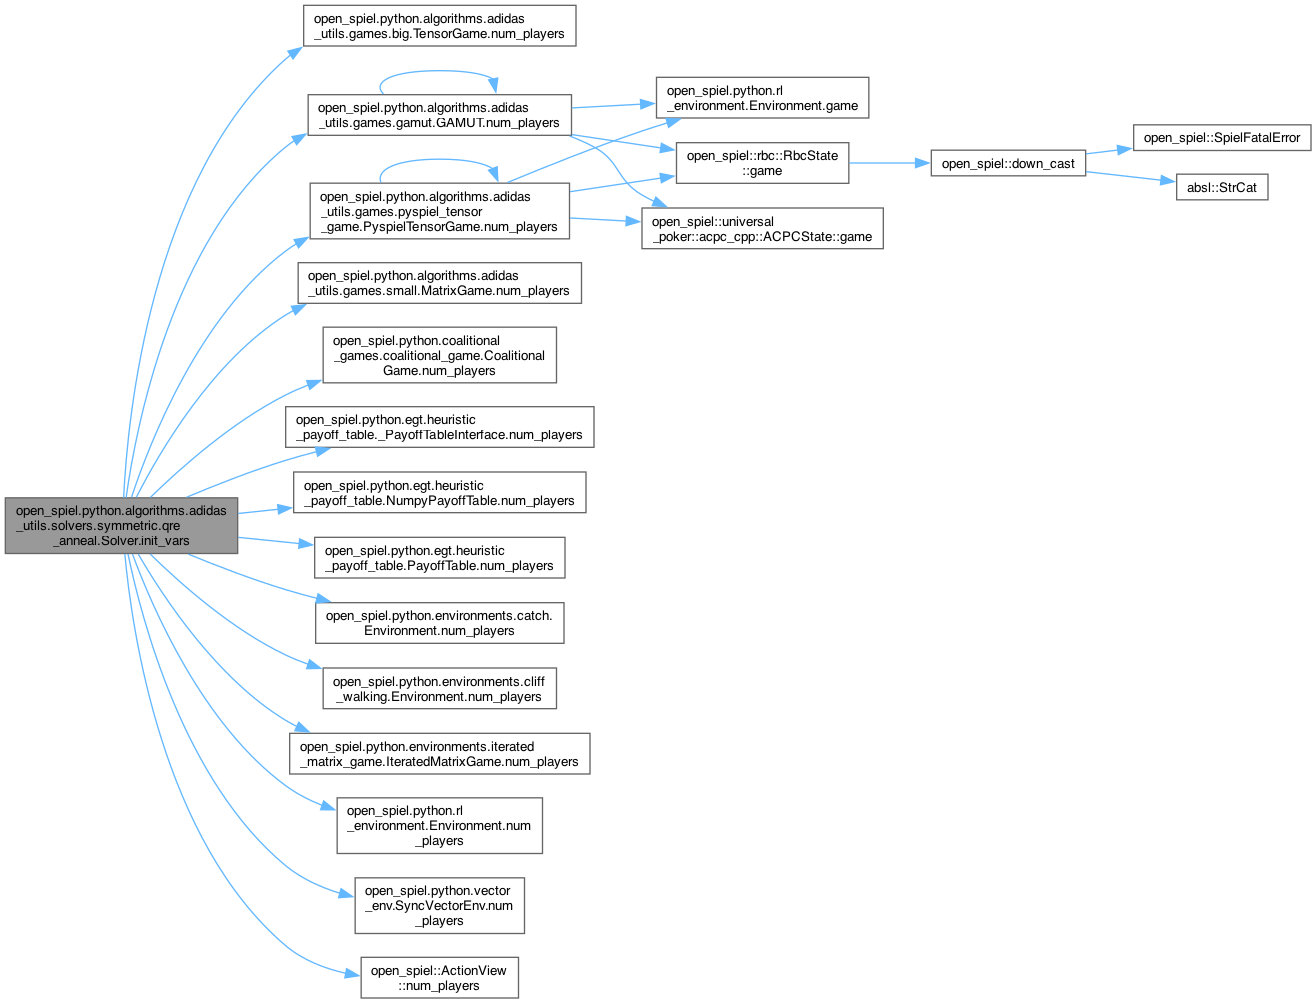 open_spiel.python.algorithms.adidas
_utils.games.big.TensorGame.num_players
open_spiel.python.algorithms.adidas
_utils.games.gamut.GAMUT.num_players
open_spiel.python.rl
_environment.Environment.game
open_spiel::rbc::RbcState
::game
open_spiel::down_cast
open_spiel::SpielFatalError
absl::StrCat
open_spiel.python.algorithms.adidas
_utils.games.pyspiel_tensor
_game.PyspielTensorGame.num_players
open_spiel::universal
_poker::acpc_cpp::ACPCState::game
open_spiel.python.algorithms.adidas
_utils.games.small.MatrixGame.num_players
open_spiel.python.coalitional
_games.coalitional_game.Coalitional
Game.num_players
open_spiel.python.egt.heuristic
_payoff_table._PayoffTableInterface.num_players
open_spiel.python.egt.heuristic
_payoff_table.NumpyPayoffTable.num_players
open_spiel.python.algorithms.adidas
_utils.solvers.symmetric.qre
_anneal.Solver.init_vars
open_spiel.python.egt.heuristic
_payoff_table.PayoffTable.num_players
open_spiel.python.environments.catch.
Environment.num_players
open_spiel.python.environments.cliff
_walking.Environment.num_players
open_spiel.python.environments.iterated
_matrix_game.IteratedMatrixGame.num_players
open_spiel.python.rl
_environment.Environment.num
_players
open_spiel.python.vector
_env.SyncVectorEnv.num
_players
open_spiel::ActionView
::num_players